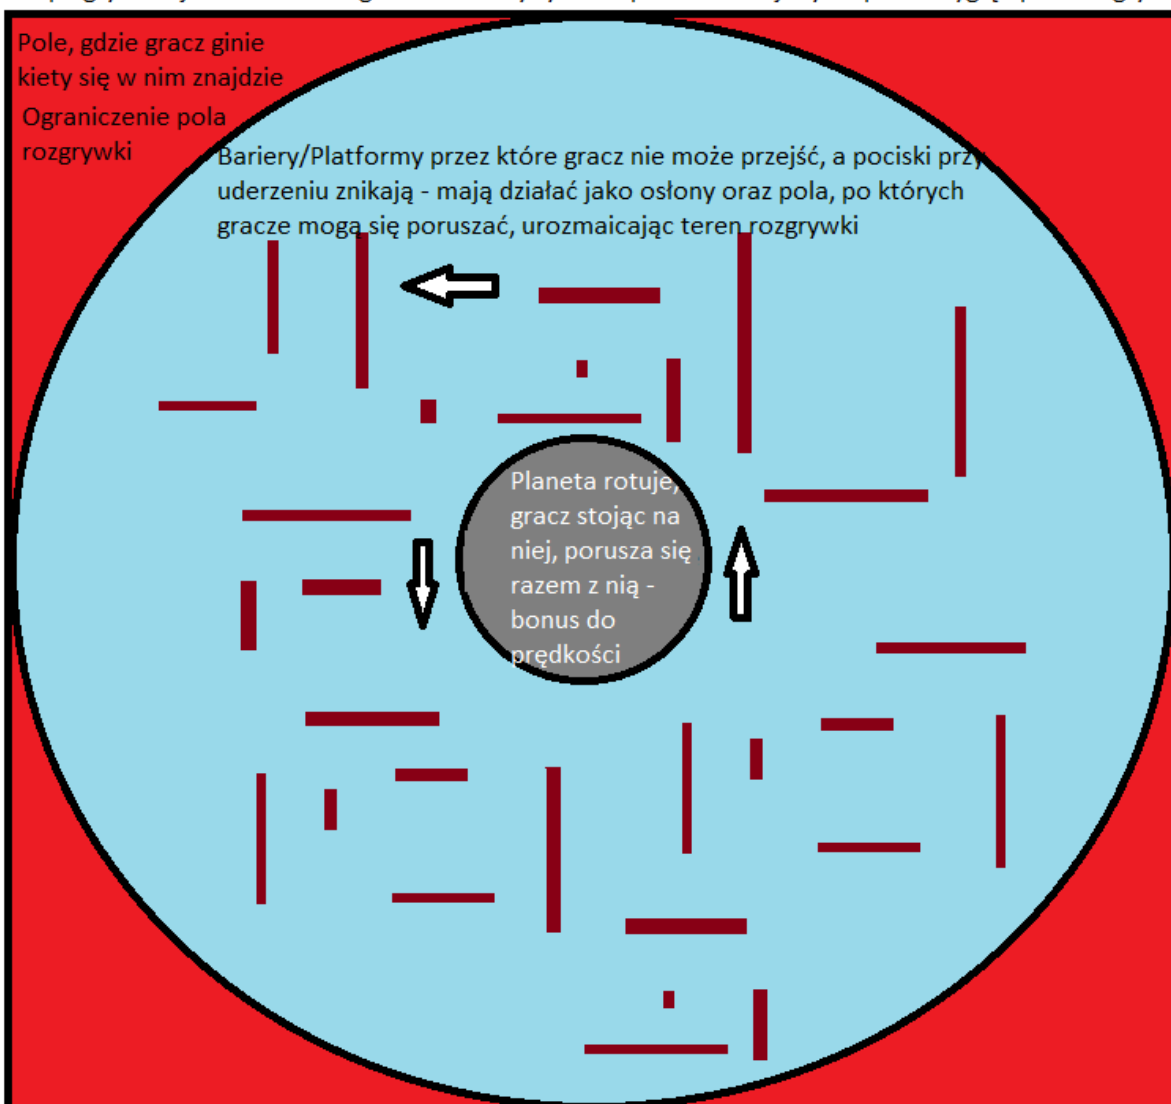 Pole, gdzie gracz ginie
kiety się w nim znajdzie
Ograniczenie pola
rozgrywki
Bariery/Platformy przez które gracz nie może przejść, a pociski przy
uderzeniu znikają - mają działać jako osłony oraz pola, po których
gracze mogą się poruszać, urozmaicając teren rozgrywki
Planeta rotuje,
gracz stojąc na
niej, porusza się
razem z nią -
bonus do
prędkości